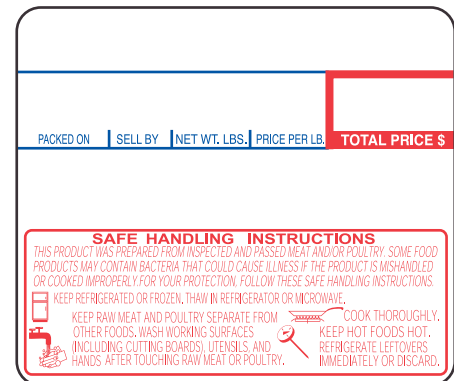 PACKED ON SELL BY NET WT. LBS. PRICE PER LB. TOTAL PRICE $
SAFE HANDLING INSTRUCTIONS
THIS PRODUCT WAS PREPARED FROM INSPECTED AND PASSED MEAT AND/OR POULTRY. SOME FOOD
PRODUCTS MAY CONTAIN BACTERIA THAT COULD CAUSE ILLNESS IF THE PRODUCT IS MISHANDLED
OR COOKED IMPROPERLY. FOR YOUR PROTECTION, FOLLOW THESE SAFE HANDLING INSTRUCTIONS.
KEEP REFRIGERATED OR FROZEN, THAW IN REFRIGERATOR OR MICROWAVE.
KEEP RAW MEAT AND POULTRY SEPARATE FROM
OTHER FOODS. WASH WORKING SURFACES
(INCLUDING CUTTING BOARDS), UTENSILS, AND
HANDS AFTER TOUCHING RAW MEAT OR POULTRY.
COOK THOROUGHLY.
KEEP HOT FOODS HOT.
REFRIGERATE LEFTOVERS
IMMEDIATELY OR DISCARD.